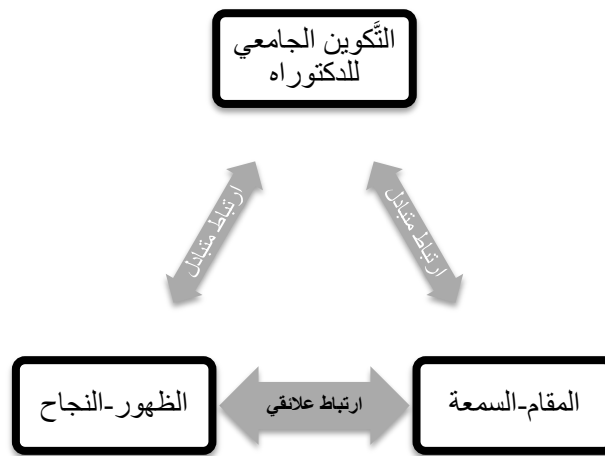 التَّكوين الجامعي
للدكتوراه
ارتباط متبادل
ارتباط متبادل
المقام-السمعة
ارتباط علائقي
الظهور-النجاح